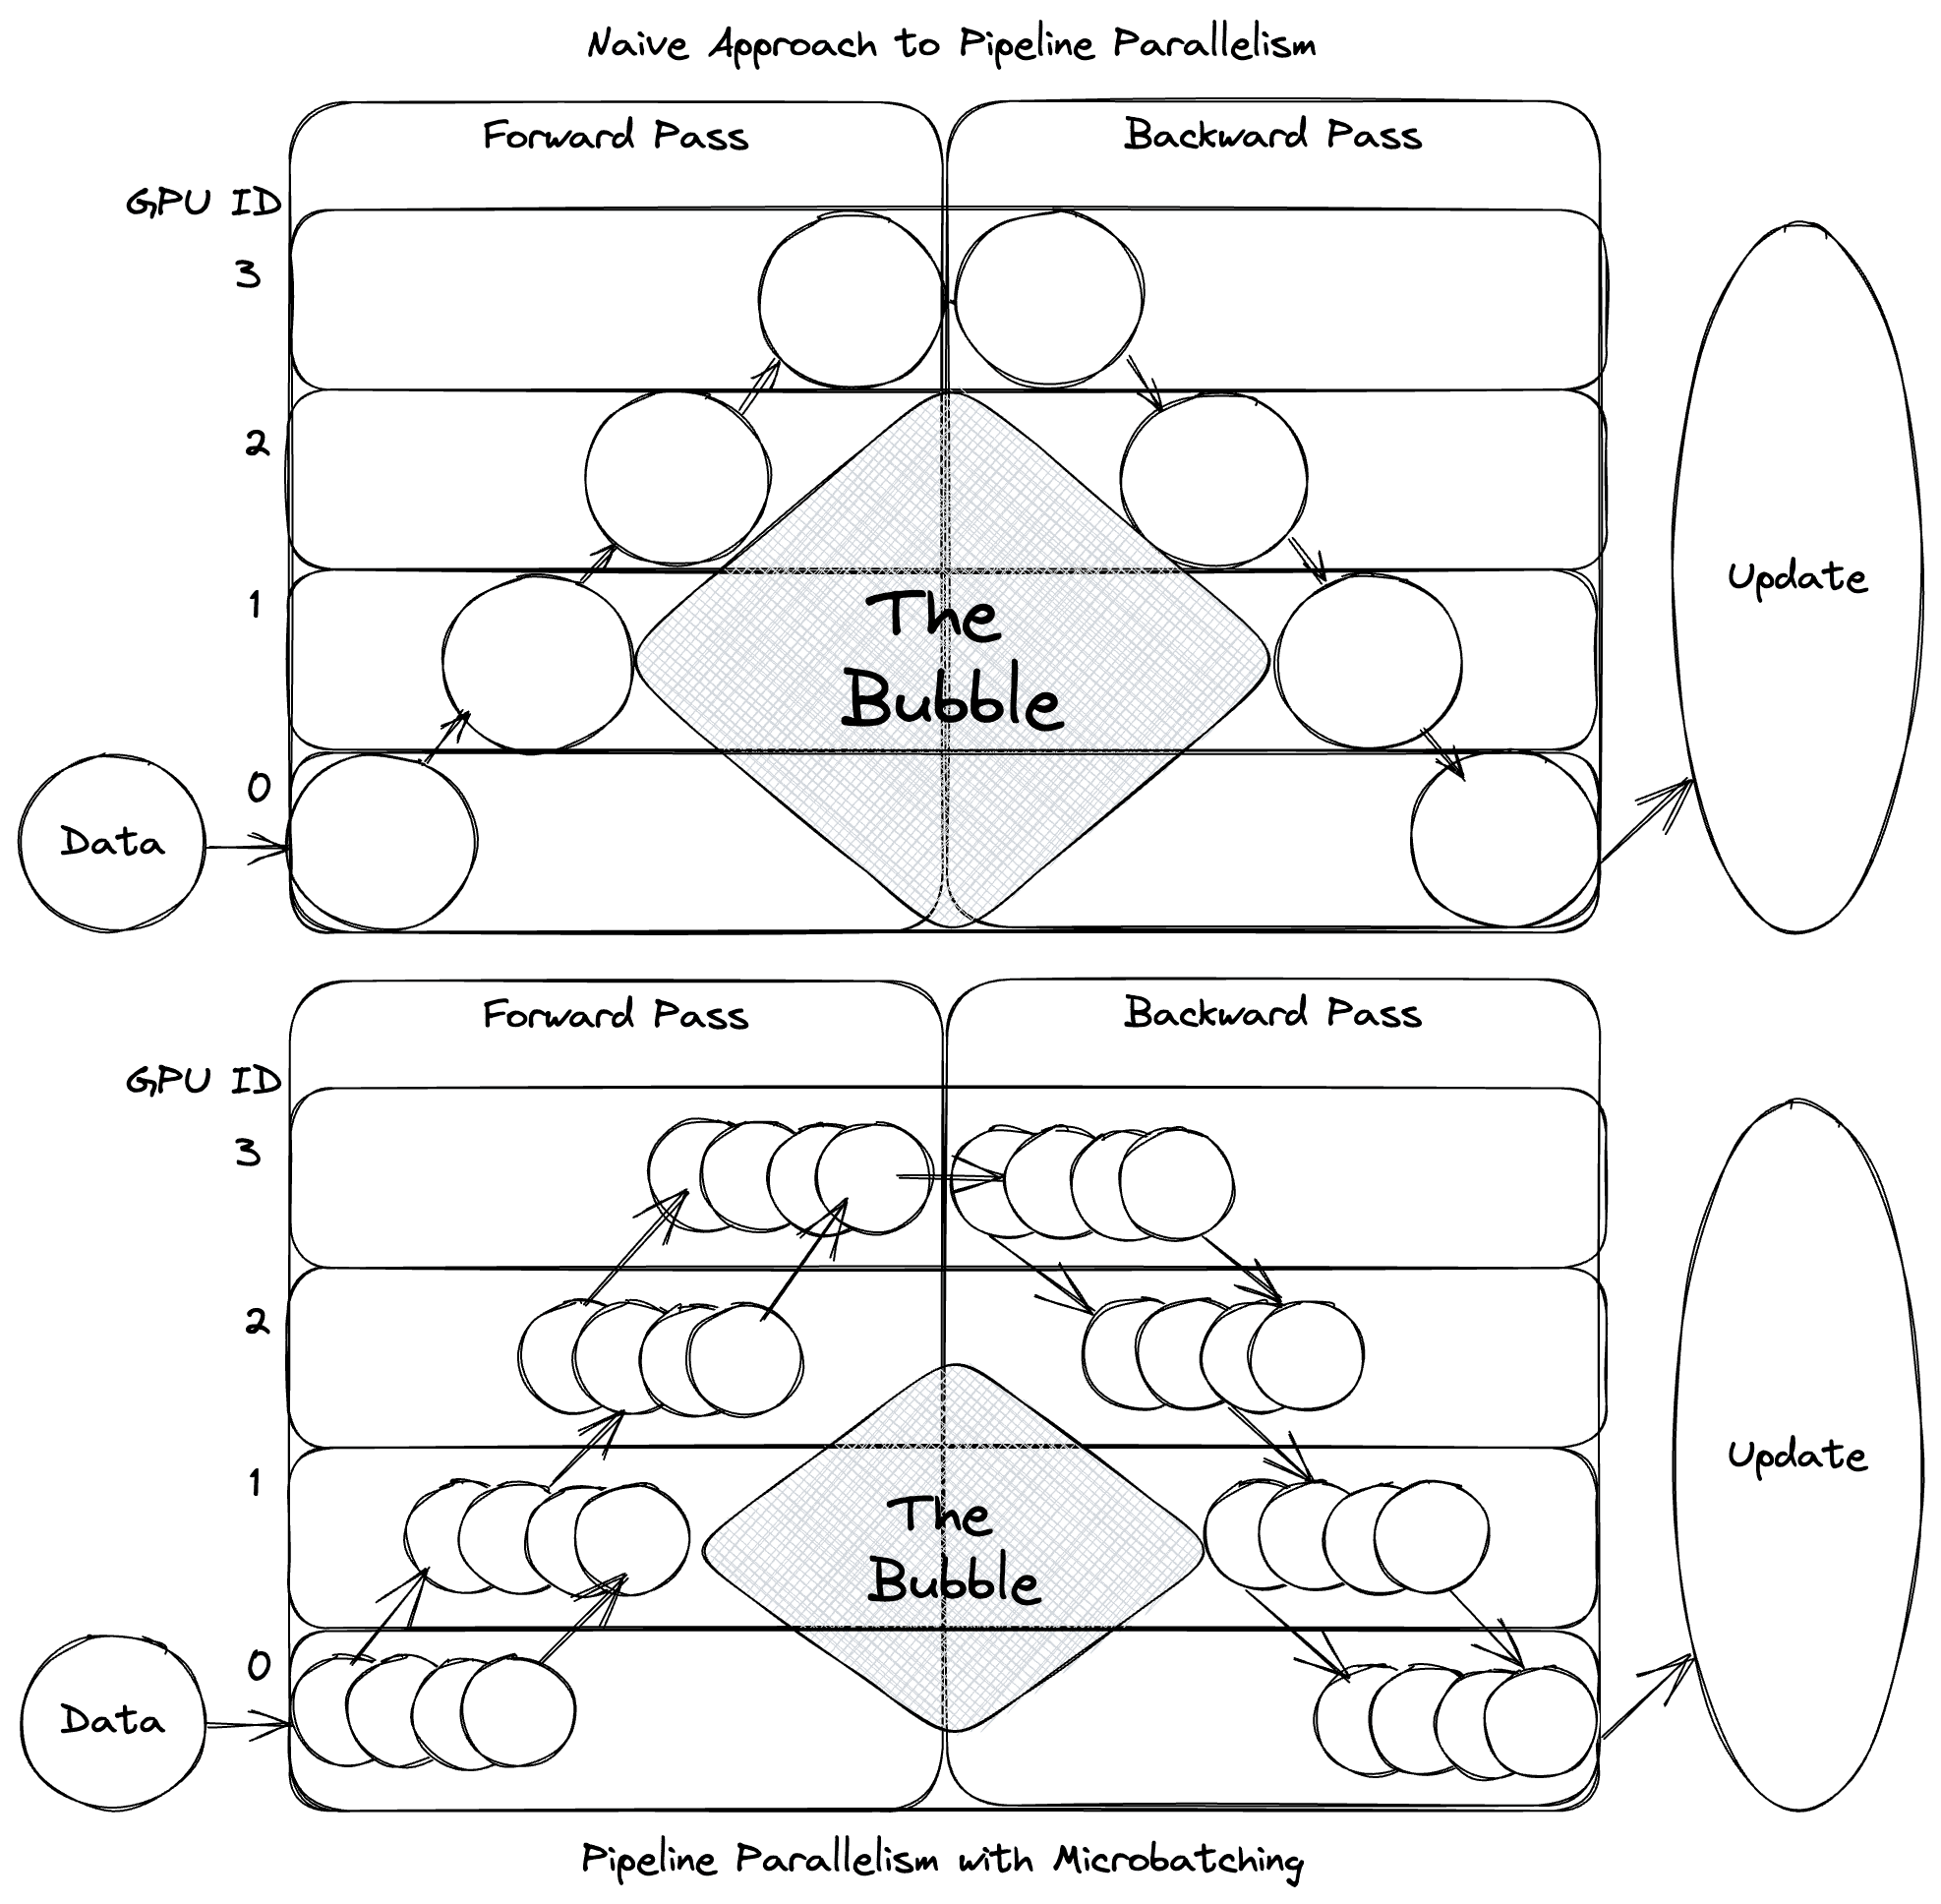 Naive Approach to Pipeline Parallelism
Forward Pass
Backward Pass
GPU ID
3
2
1
0
The
Bubble
Data
Update
Forward Pass
Backward Pass
GPU ID
3
2
1
0
The
Bubble
Data
Update
Pipeline Parallelism with Microbatching